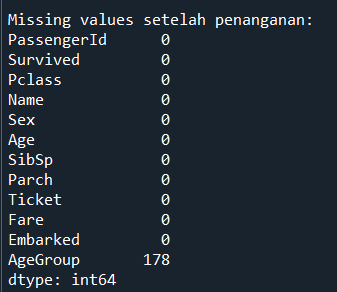 Missing values setelah penanganan:
PassengerId 0
Survived 0
Pclass 0
Name 0
Sex 0
Age 0
SibSp 0
Parch 0
Ticket 0
Fare 0
Embarked 0
AgeGroup 178
dtype: int64